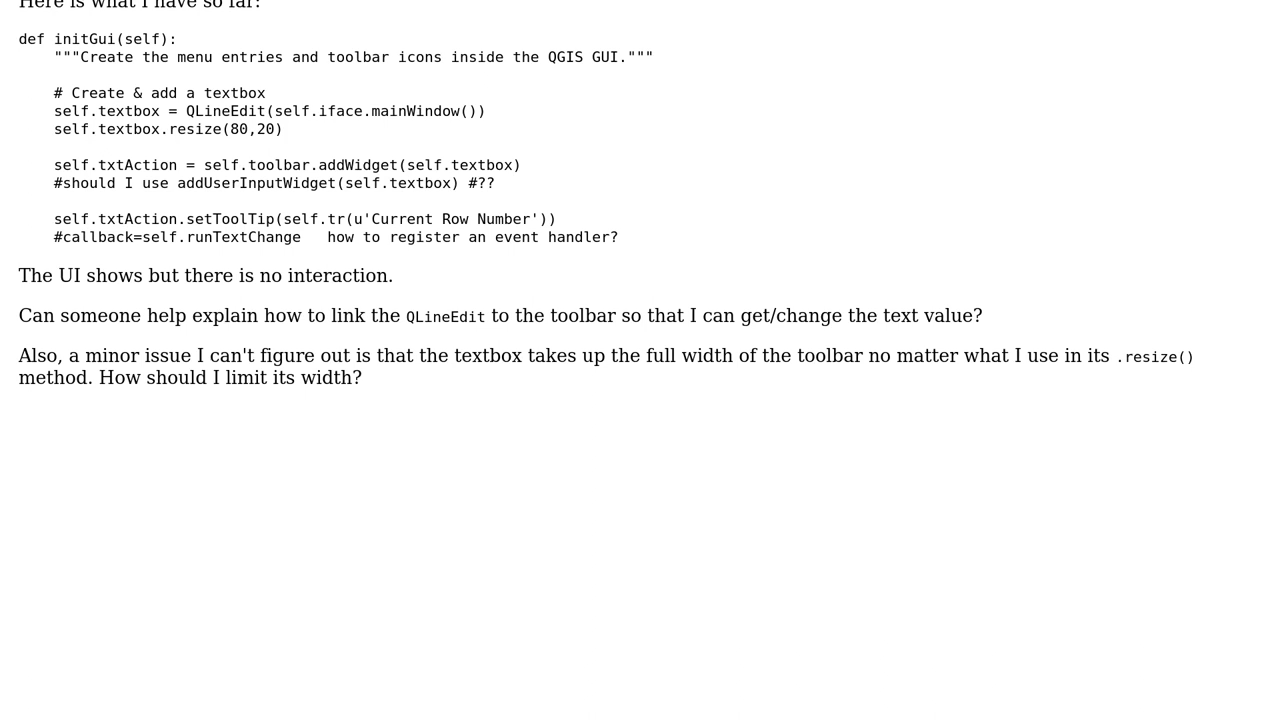 Here is what I have so far:
def initGui(self):
    """Create the menu entries and toolbar icons inside the QGIS GUI."""
    # Create & add a textbox
    self.textbox = QLineEdit(self.iface.mainWindow())
    self.textbox.resize(80,20)
    self.txtAction = self.toolbar.addWidget(self.textbox)
    #should I use addUserInputWidget(self.textbox) #??
    self.txtAction.setToolTip(self.tr(u'Current Row Number'))
    #callback=self.runTextChange   how to register an event handler?
The UI shows but there is no interaction.
Can someone help explain how to link the QLineEdit to the toolbar so that I can get/change the text value?
Also, a minor issue I can't figure out is that the textbox takes up the full width of the toolbar no matter what I use in its .resize()
method. How should I limit its width?